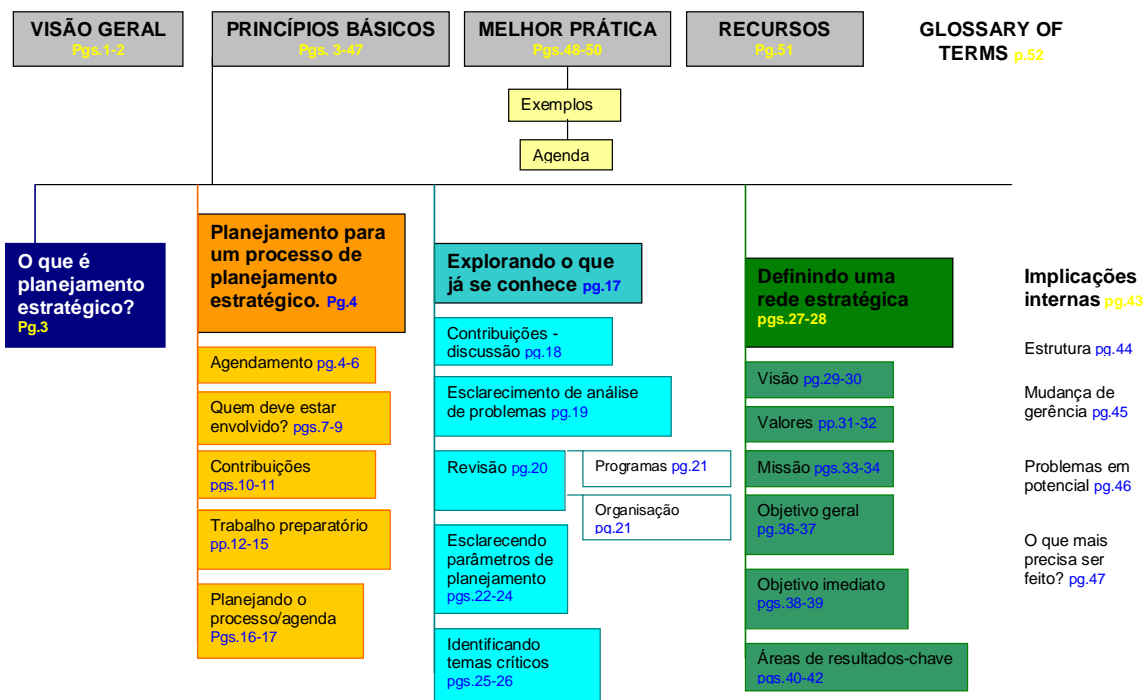 VISÃO GERAL
Pgs.1-2
PRINCÍPIOS BÁSICOS
Pgs. 3-47
MELHOR PRÁTICA
Pgs.48-50
RECURSOS
Pg.51
GLOSSARY OF
TERMS p.52
Exemplos
Agenda
O que é
planejamento
estratégico?
Pg.3
Planejamento para
um processo de
planejamento
estratégico. Pg.4
Agendamento pg.4-6
Quem deve estar
envolvido? pgs.7-9
Contribuições
pgs.10-11
Trabalho preparatório
pp.12-15
Planejando o
processo/agenda
Pgs.16-17
Explorando o que
já se conhece pg.17
Contribuições -
discussão pg.18
Esclarecimento de análise
de problemas pg.19
Revisão pg.20
Programas pg.21
Organisação
pg.21
Esclarecendo
parâmetros de
planejamento
pgs.22-24
Identificando
temas críticos
pgs.25-26
Definindo uma
rede estratégica
pgs.27-28
Visão pg.29-30
Valores pp.31-32
Missão pgs.33-34
Objetivo geral
pg.36-37
Objetivo imediato
pgs.38-39
Áreas de resultados-chave
pgs.40-42
Implicações
internas pg.43
Estrutura pg.44
Mudança de
gerência pg.45
Problemas em
potencial pg.46
O que mais
precisa ser
feito? pg.47